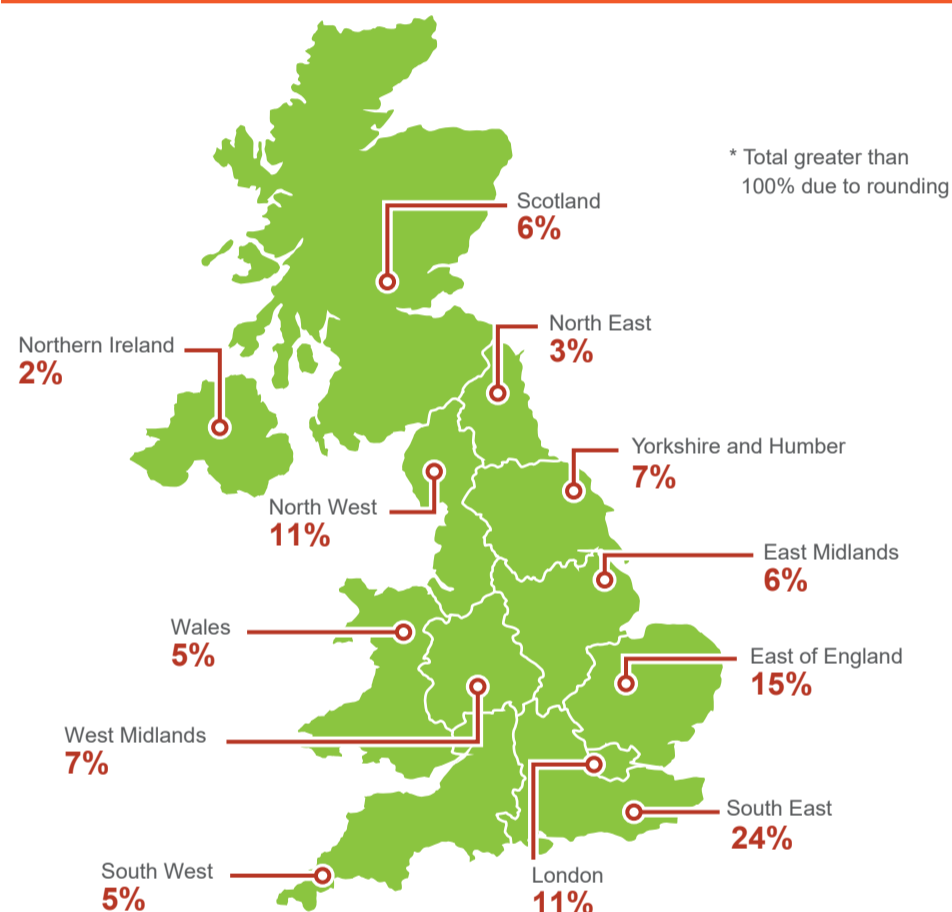 * Total greater than
100% due to rounding
Scotland
6%
North East
3%
Northern Ireland
2%
Yorkshire and Humber
7%
North West
11%
East Midlands
6%
Wales
5%
East of England
15%
West Midlands
7%
South East
24%
South West
5%
London
11%